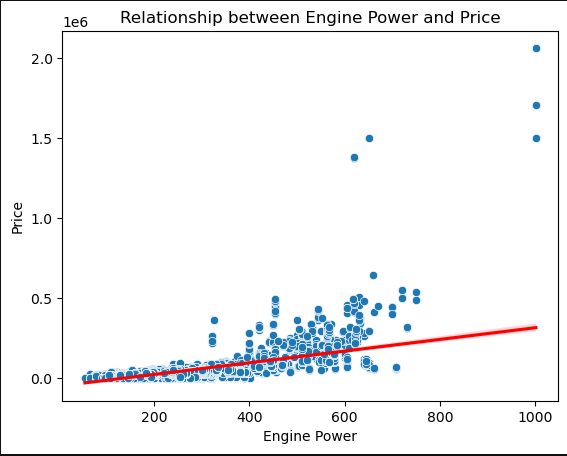 Relationship between Engine Power and Price
1e6
2.0
1.5
1.0
0.5
0.0
Price
200 400 600 800 1000
Engine Power